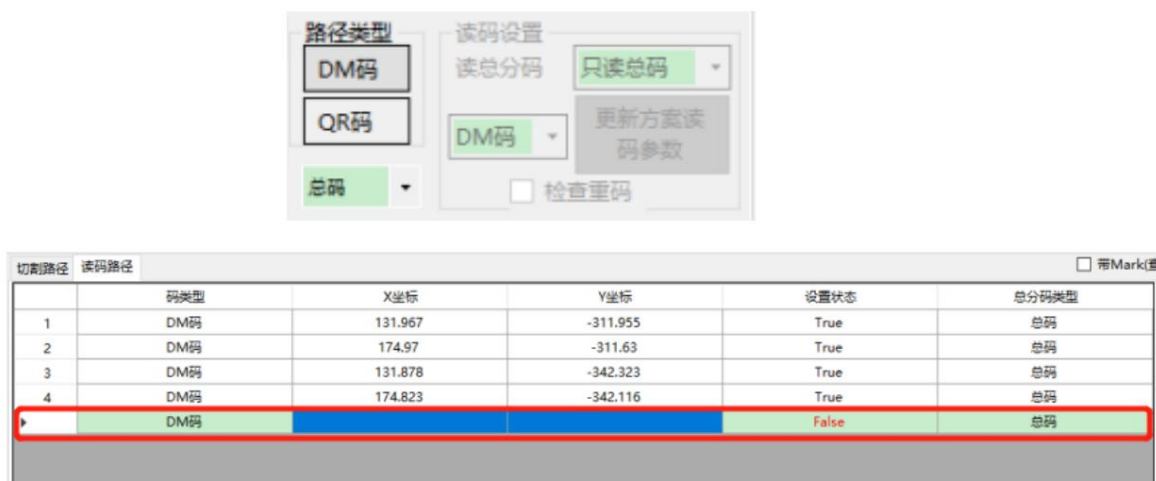 路径类型
DM码
QR码
总码
读码设置
读总分码 只读总码
DM码 更新方案读码参数
检查重码
切割路径 读码路径 带Mark(
码类型 X坐标 Y坐标 设置状态 总分码类型
1 DM码 131.967 -311.955 True 总码
2 DM码 174.97 -311.63 True 总码
3 DM码 131.878 -342.323 True 总码
4 DM码 174.823 -342.116 True 总码
DM码 False 总码